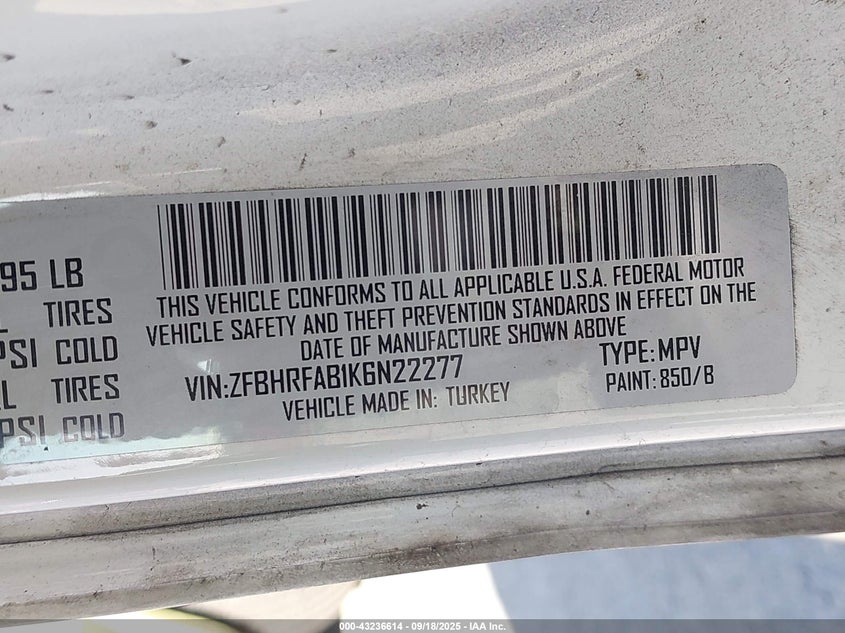 95 LB
TIRES
PSI COLD
TIRES
PSI COLD
THIS VEHICLE CONFORMS TO ALL APPLICABLE U.S.A. FEDERAL MOTOR
VEHICLE SAFETY AND THEFT PREVENTION STANDARDS IN EFFECT ON THE
DATE OF MANUFACTURE SHOWN ABOVE
VIN:ZFBHRFAB1K6N22277
TYPE:MPV
VEHICLE MADE IN: TURKEY
PAINT:850/B
000-43236614 - 09/18/2025 - IAA Inc.